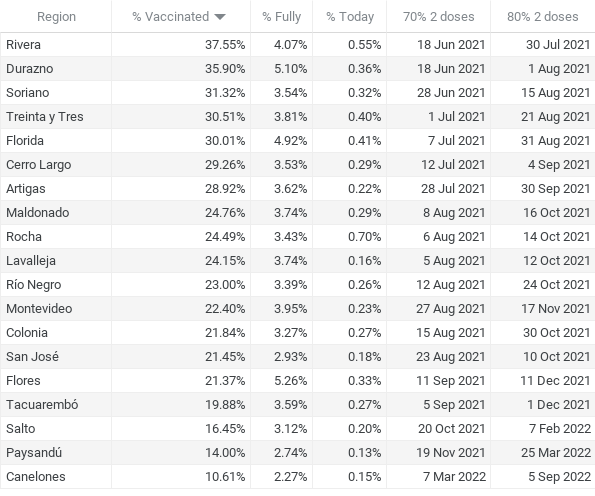 Region % Vaccinated % Fully % Today 70% 2 doses 80% 2 doses
Rivera 37.55% 4.07% 0.55% 18 Jun 2021 30 Jul 2021
Durazno 35.90% 5.10% 0.36% 18 Jun 2021 1 Aug 2021
Soriano 31.32% 3.54% 0.32% 28 Jun 2021 15 Aug 2021
Treinta y Tres 30.51% 3.81% 0.40% 1 Jul 2021 21 Aug 2021
Florida 30.01% 4.92% 0.41% 7 Jul 2021 31 Aug 2021
Cerro Largo 29.26% 3.53% 0.29% 12 Jul 2021 4 Sep 2021
Artigas 28.92% 3.62% 0.22% 28 Jul 2021 30 Sep 2021
Maldonado 24.76% 3.74% 0.29% 8 Aug 2021 16 Oct 2021
Rocha 24.49% 3.43% 0.70% 6 Aug 2021 14 Oct 2021
Lavalleja 24.15% 3.74% 0.16% 5 Aug 2021 12 Oct 2021
Río Negro 23.00% 3.39% 0.26% 12 Aug 2021 24 Oct 2021
Montevideo 22.40% 3.95% 0.23% 27 Aug 2021 17 Nov 2021
Colonia 21.84% 3.27% 0.27% 15 Aug 2021 30 Oct 2021
San José 21.45% 2.93% 0.18% 23 Aug 2021 10 Oct 2021
Flores 21.37% 5.26% 0.33% 11 Sep 2021 11 Dec 2021
Tacuarembó 19.88% 3.59% 0.27% 5 Sep 2021 1 Dec 2021
Salto 16.45% 3.12% 0.20% 20 Oct 2021 7 Feb 2022
Paysandú 14.00% 2.74% 0.13% 19 Nov 2021 25 Mar 2022
Canelones 10.61% 2.27% 0.15% 7 Mar 2022 5 Sep 2022